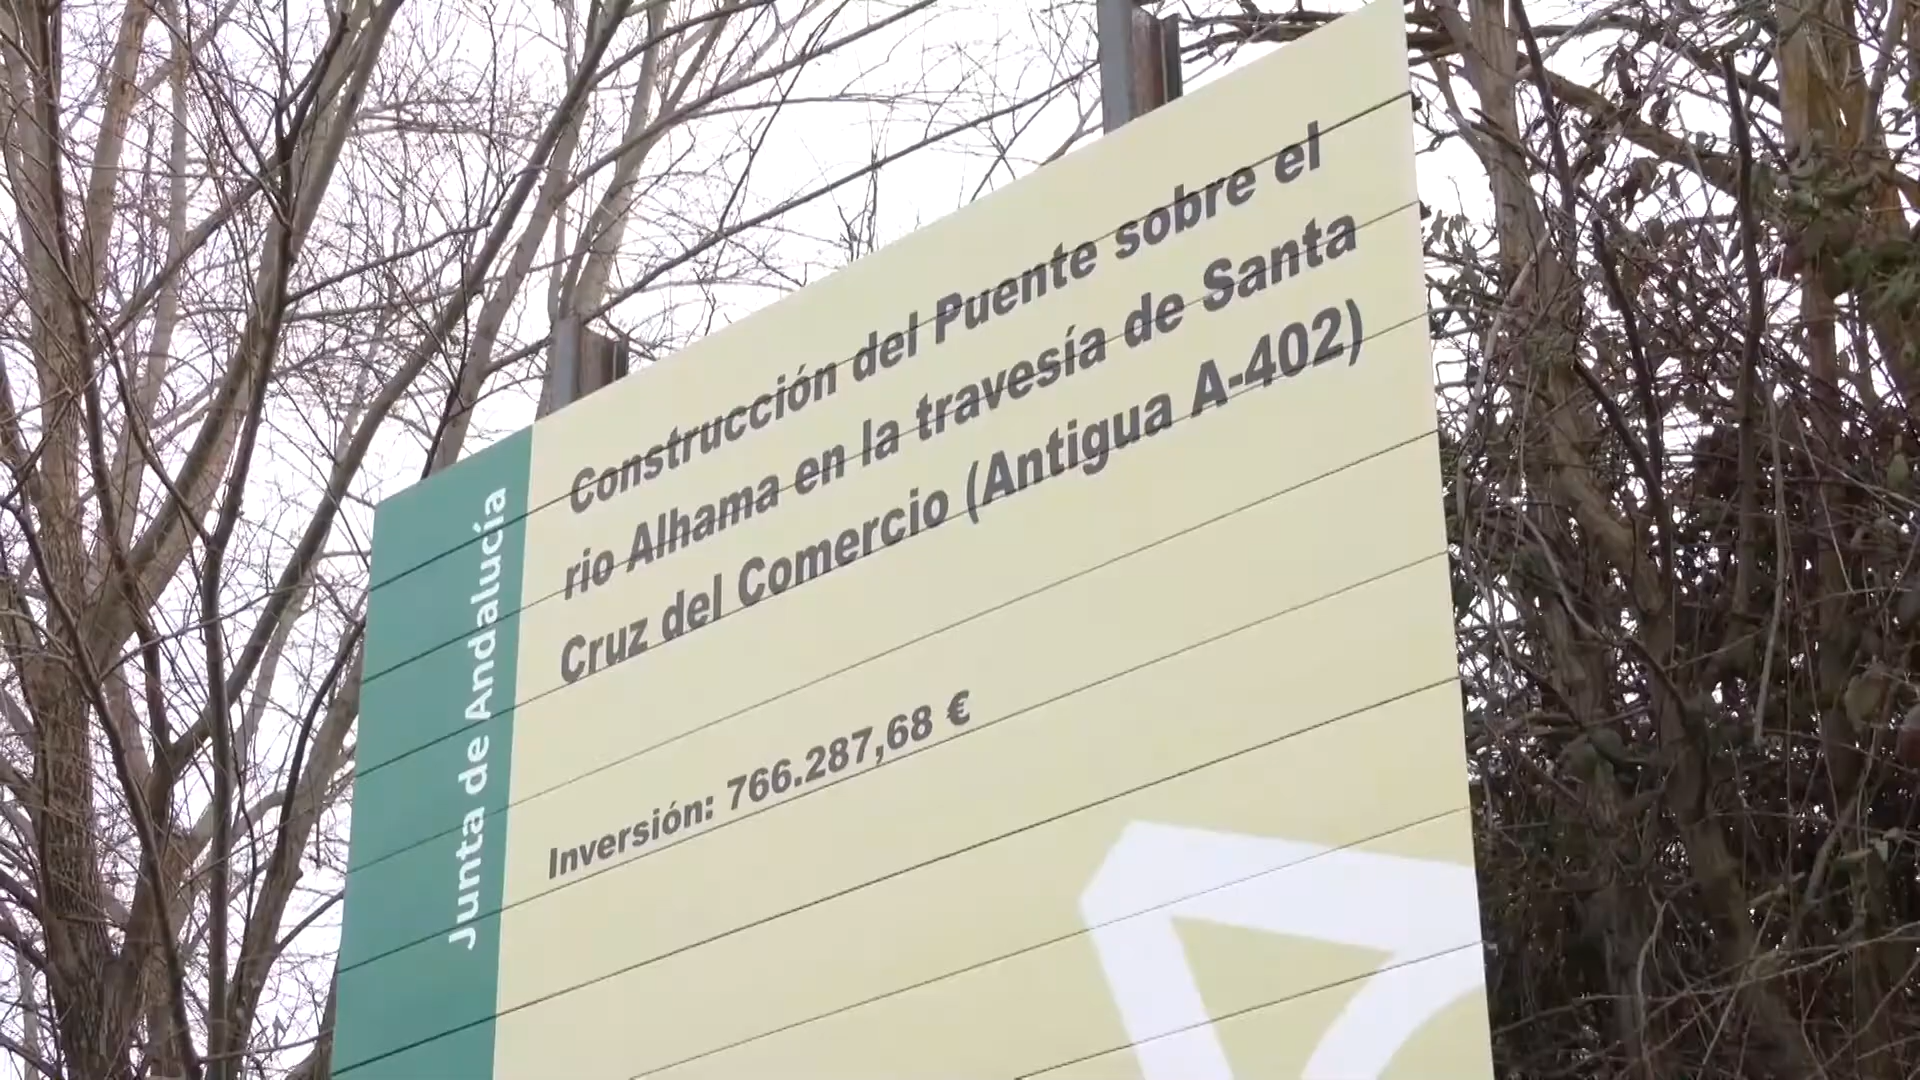 Junta de Andalucía
Construcción del Puente sobre el
rio Alhama en la travesía de Santa
Cruz del Comercio (Antigua A-402)
Inversión: 766.287,68 €